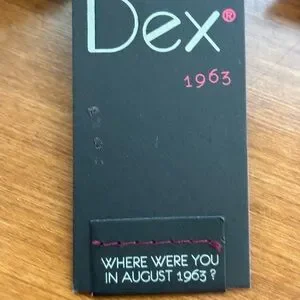 Dex®
1963
WHERE WERE YOU
IN AUGUST 1963 ?